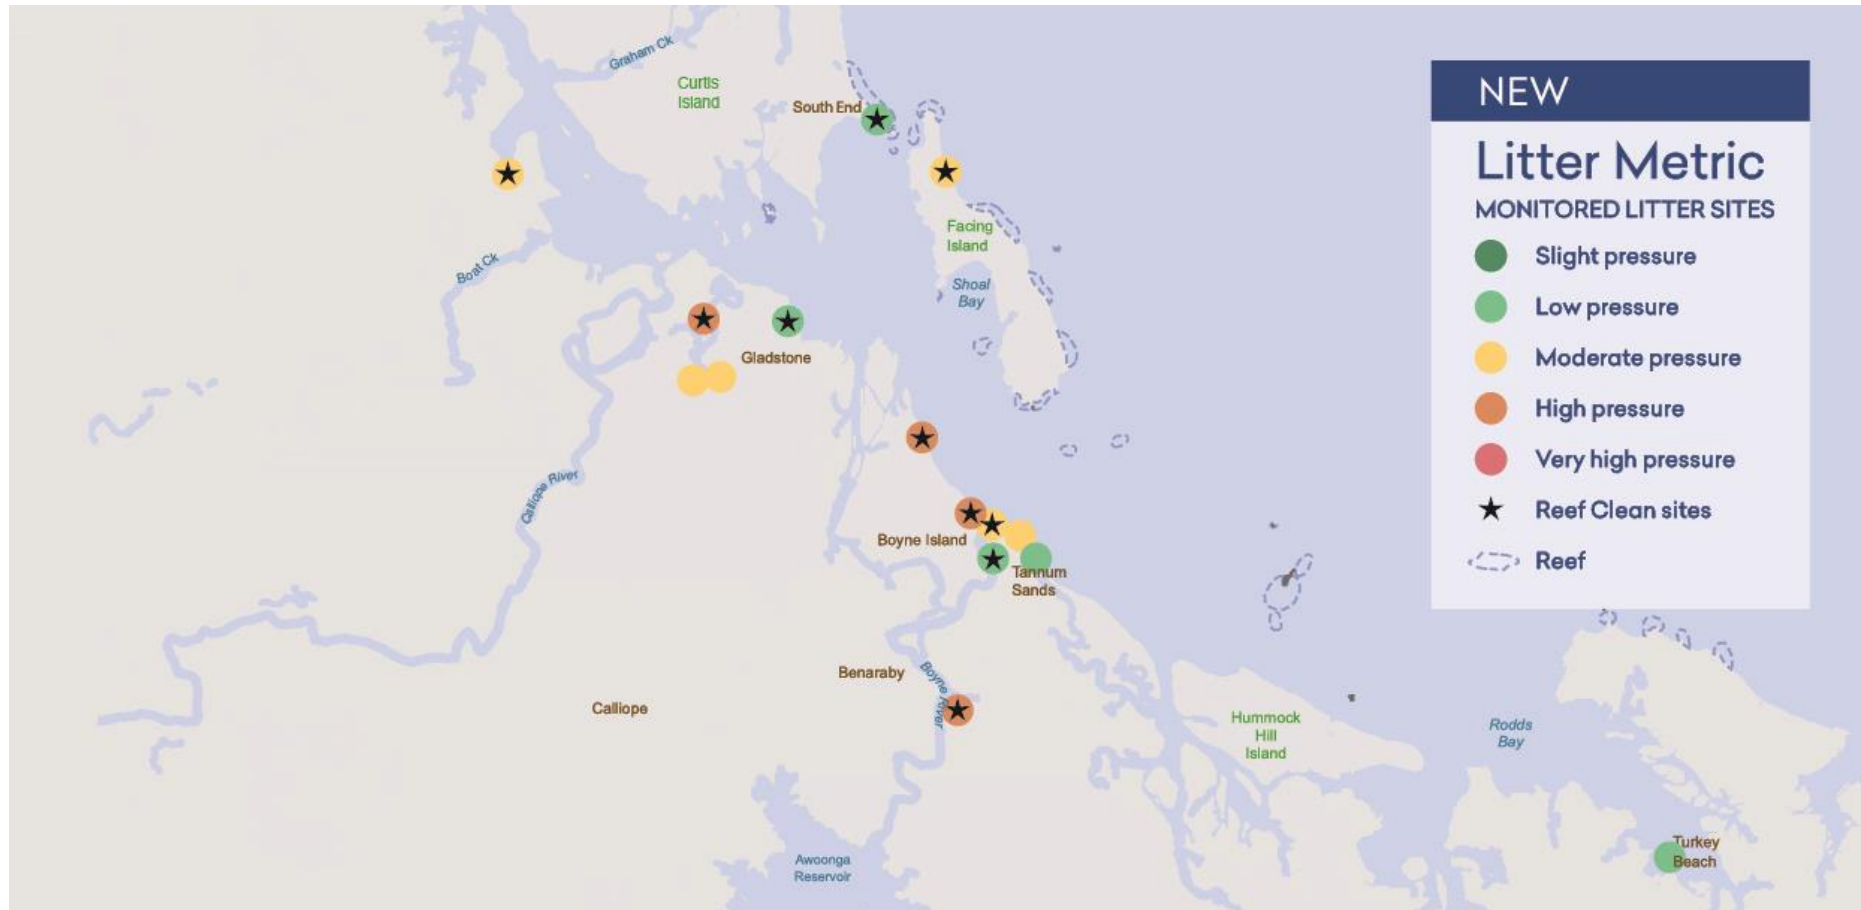 Graham Ck
Curtis
Island
South End
Facing
Island
Boat Ck
Shoal
Bay
Gladstone
Calliope River
Boyne Island
Tannum
Sands
Benaraby
Boyne River
Calliope
Hummock
Hill
Island
Rodds
Bay
Turkey
Beach
Awoonga
Reservoir
NEW
Litter Metric
MONITORED LITTER SITES
Slight pressure
Low pressure
Moderate pressure
High pressure
Very high pressure
Reef Clean sites
Reef